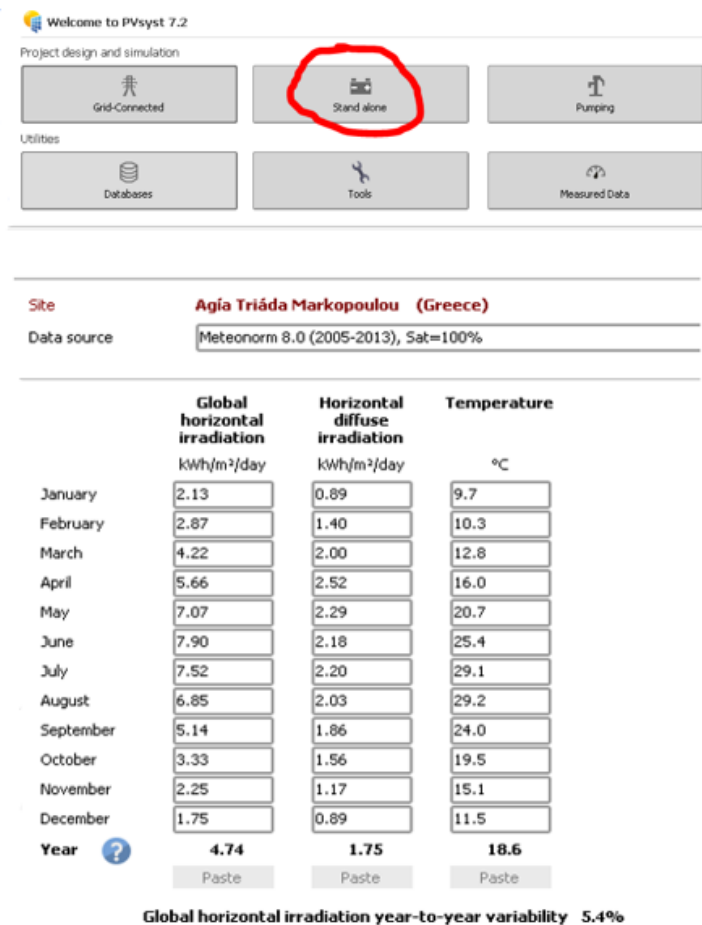 Welcome to PVsyst 7.2
Project design and simulation
Grid-Connected Stand alone Pumping
Utilities
Databases Tools Measured Data
Site Agía Triáda Markopoulou (Greece)
Data source Meteonorm 8.0 (2005-2013), Sat=100%
Global horizontal irradiation Horizontal diffuse irradiation Temperature
kWh/m²/day kWh/m²/day °C
January 2.13 0.89 9.7
February 2.87 1.40 10.3
March 4.22 2.00 12.8
April 5.66 2.52 16.0
May 7.07 2.29 20.7
June 7.90 2.18 25.4
July 7.52 2.20 29.1
August 6.85 2.03 29.2
September 5.14 1.86 24.0
October 3.33 1.56 19.5
November 2.25 1.17 15.1
December 1.75 0.89 11.5
Year ? 4.74 1.75 18.6
Paste Paste Paste
Global horizontal irradiation year-to-year variability 5.4%